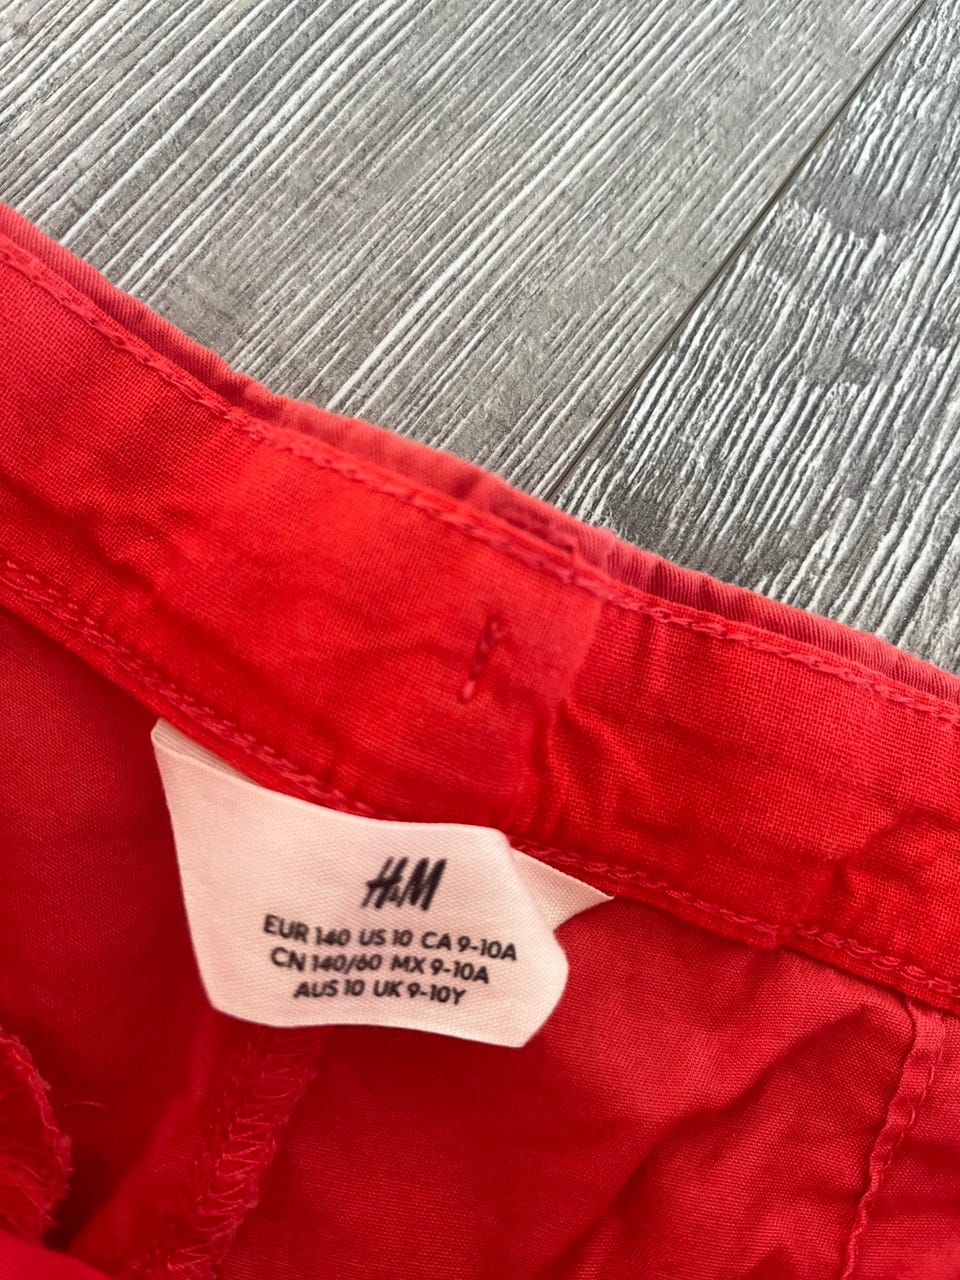 H&M
EUR 140 US 10 CA 9-10A
CN 140/60 MX 9-10A
AUS 10 UK 9-10Y